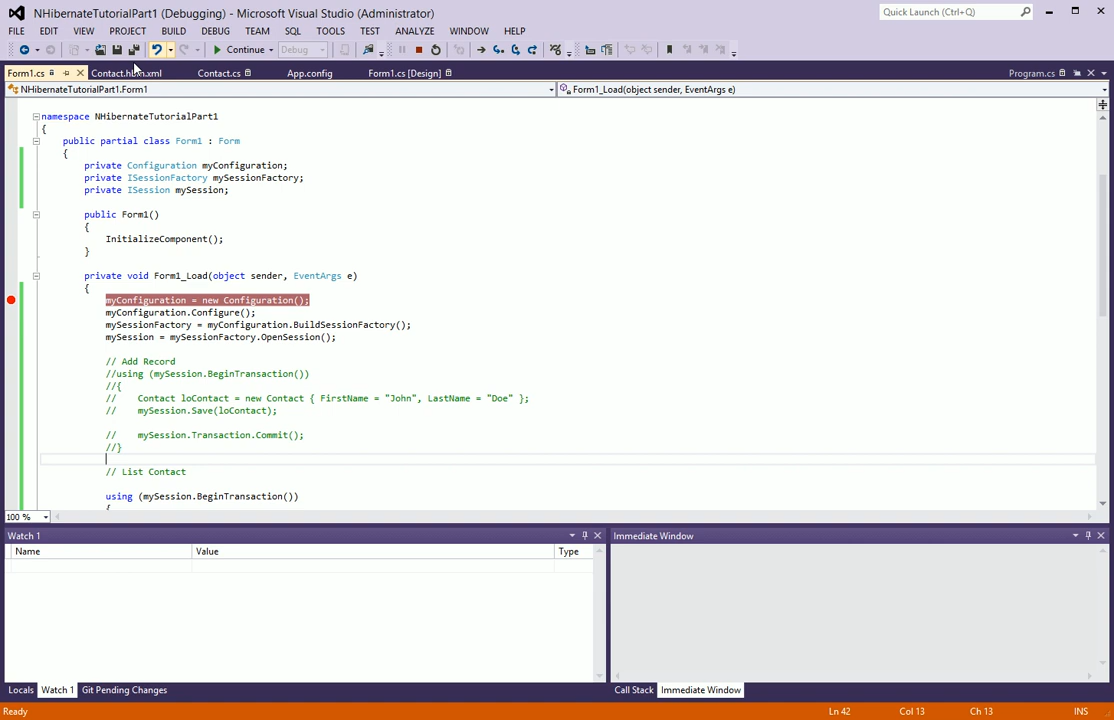 NHibernateTutorialPart1 (Debugging) - Microsoft Visual Studio (Administrator)
Quick Launch (Ctrl+Q)
FILE EDIT VIEW PROJECT BUILD DEBUG TEAM SQL TOOLS TEST ANALYZE WINDOW HELP
Continue Debug
Form1.cs Contact.hbm.xml Contact.cs App.config Form1.cs [Design] Program.cs
NHibernateTutorialPart1.Form1 Form1_Load(object sender, EventArgs e)
namespace NHibernateTutorialPart1
{
public partial class Form1 : Form
{
private Configuration myConfiguration;
private ISessionFactory mySessionFactory;
private ISession mySession;
public Form1()
{
InitializeComponent();
}
private void Form1_Load(object sender, EventArgs e)
{
myConfiguration = new Configuration();
myConfiguration.Configure();
mySessionFactory = myConfiguration.BuildSessionFactory();
mySession = mySessionFactory.OpenSession();
// Add Record
//using (mySession.BeginTransaction())
//{
//    Contact loContact = new Contact { FirstName = "John", LastName = "Doe" };
//    mySession.Save(loContact);
//    mySession.Transaction.Commit();
//}
// List Contact
using (mySession.BeginTransaction())
{
100 %
Watch 1
Name Value Type
Immediate Window
Locals Watch 1 Git Pending Changes
Call Stack Immediate Window
Ready Ln 42 Col 13 Ch 13 INS